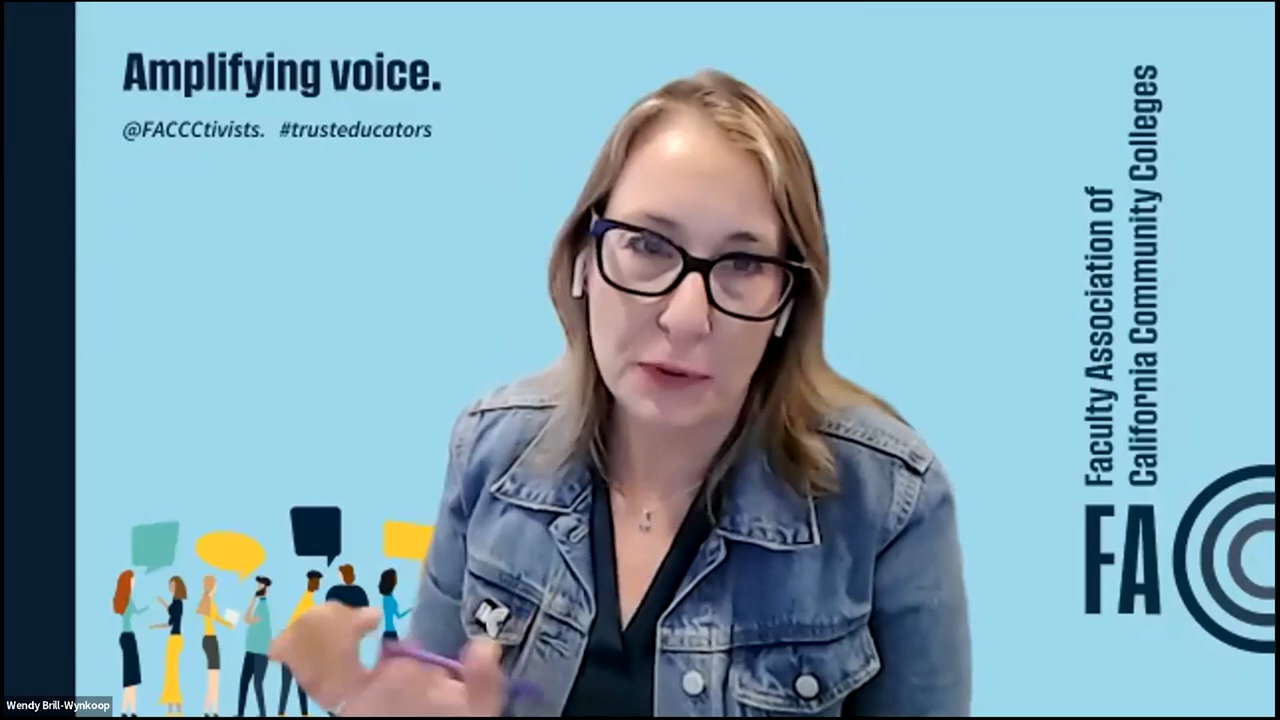 Amplifying voice.
@FACCCtivists. #trusteducators
Faculty Association of
California Community Colleges
FA
Wendy Brill-Wynkoop